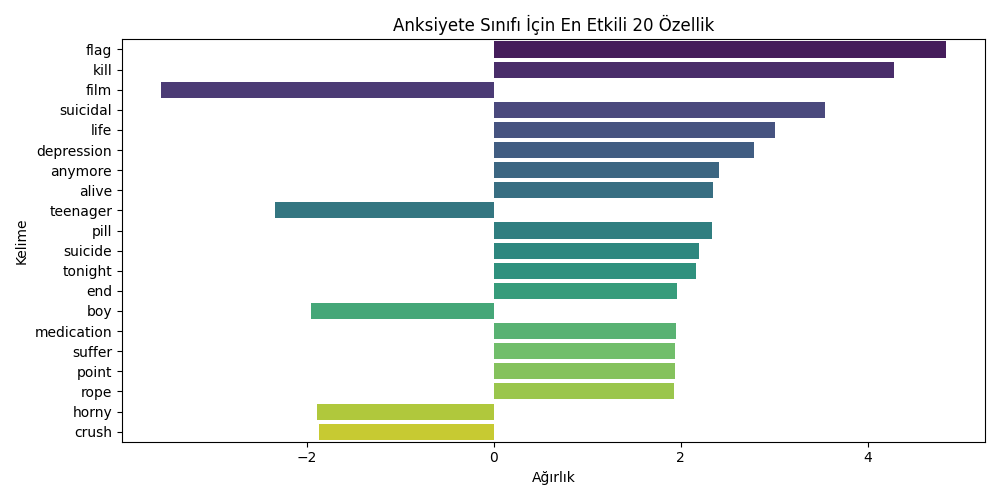 Anksiyete Sınıfı İçin En Etkili 20 Özellik
flag
kill
film
suicidal
life
depression
anymore
alive
teenager
pill
suicide
tonight
end
boy
medication
suffer
point
rope
horny
crush
Kelime
−2
0
2
4
Ağırlık